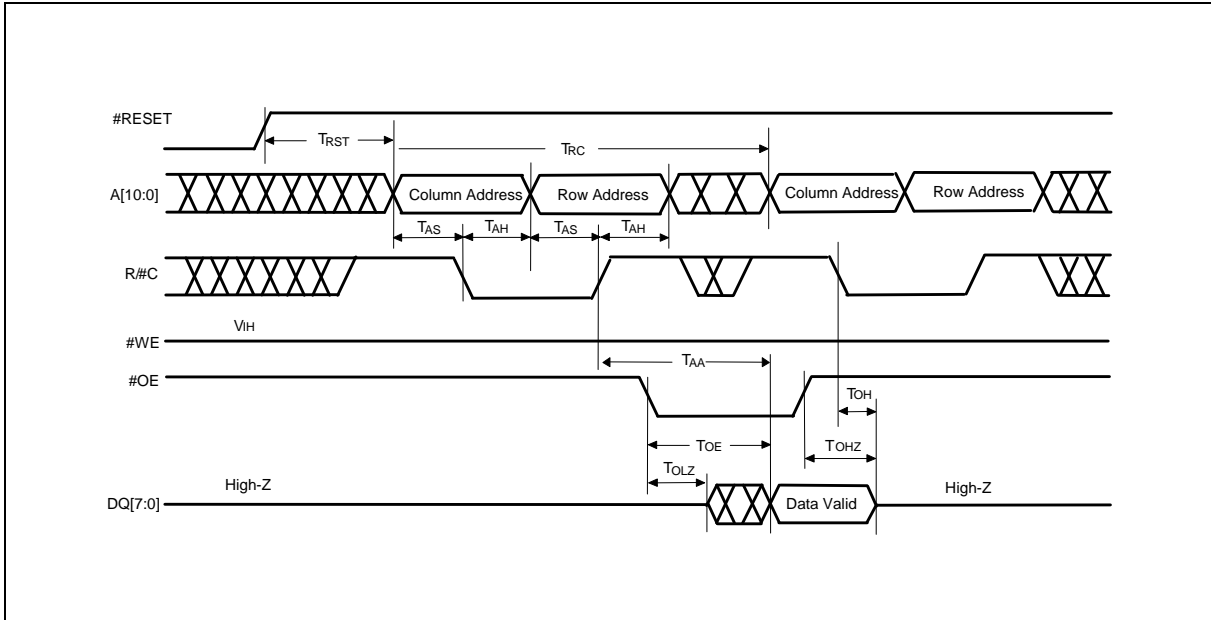 #RESET
TRST
TRC
A[10:0]
Column Address
Row Address
Column Address
Row Address
TAS
TAH
TAS
TAH
R/#C
VIH
#WE
TAA
#OE
TOH
TOE
TOHZ
TOLZ
High-Z
High-Z
DQ[7:0]
Data Valid